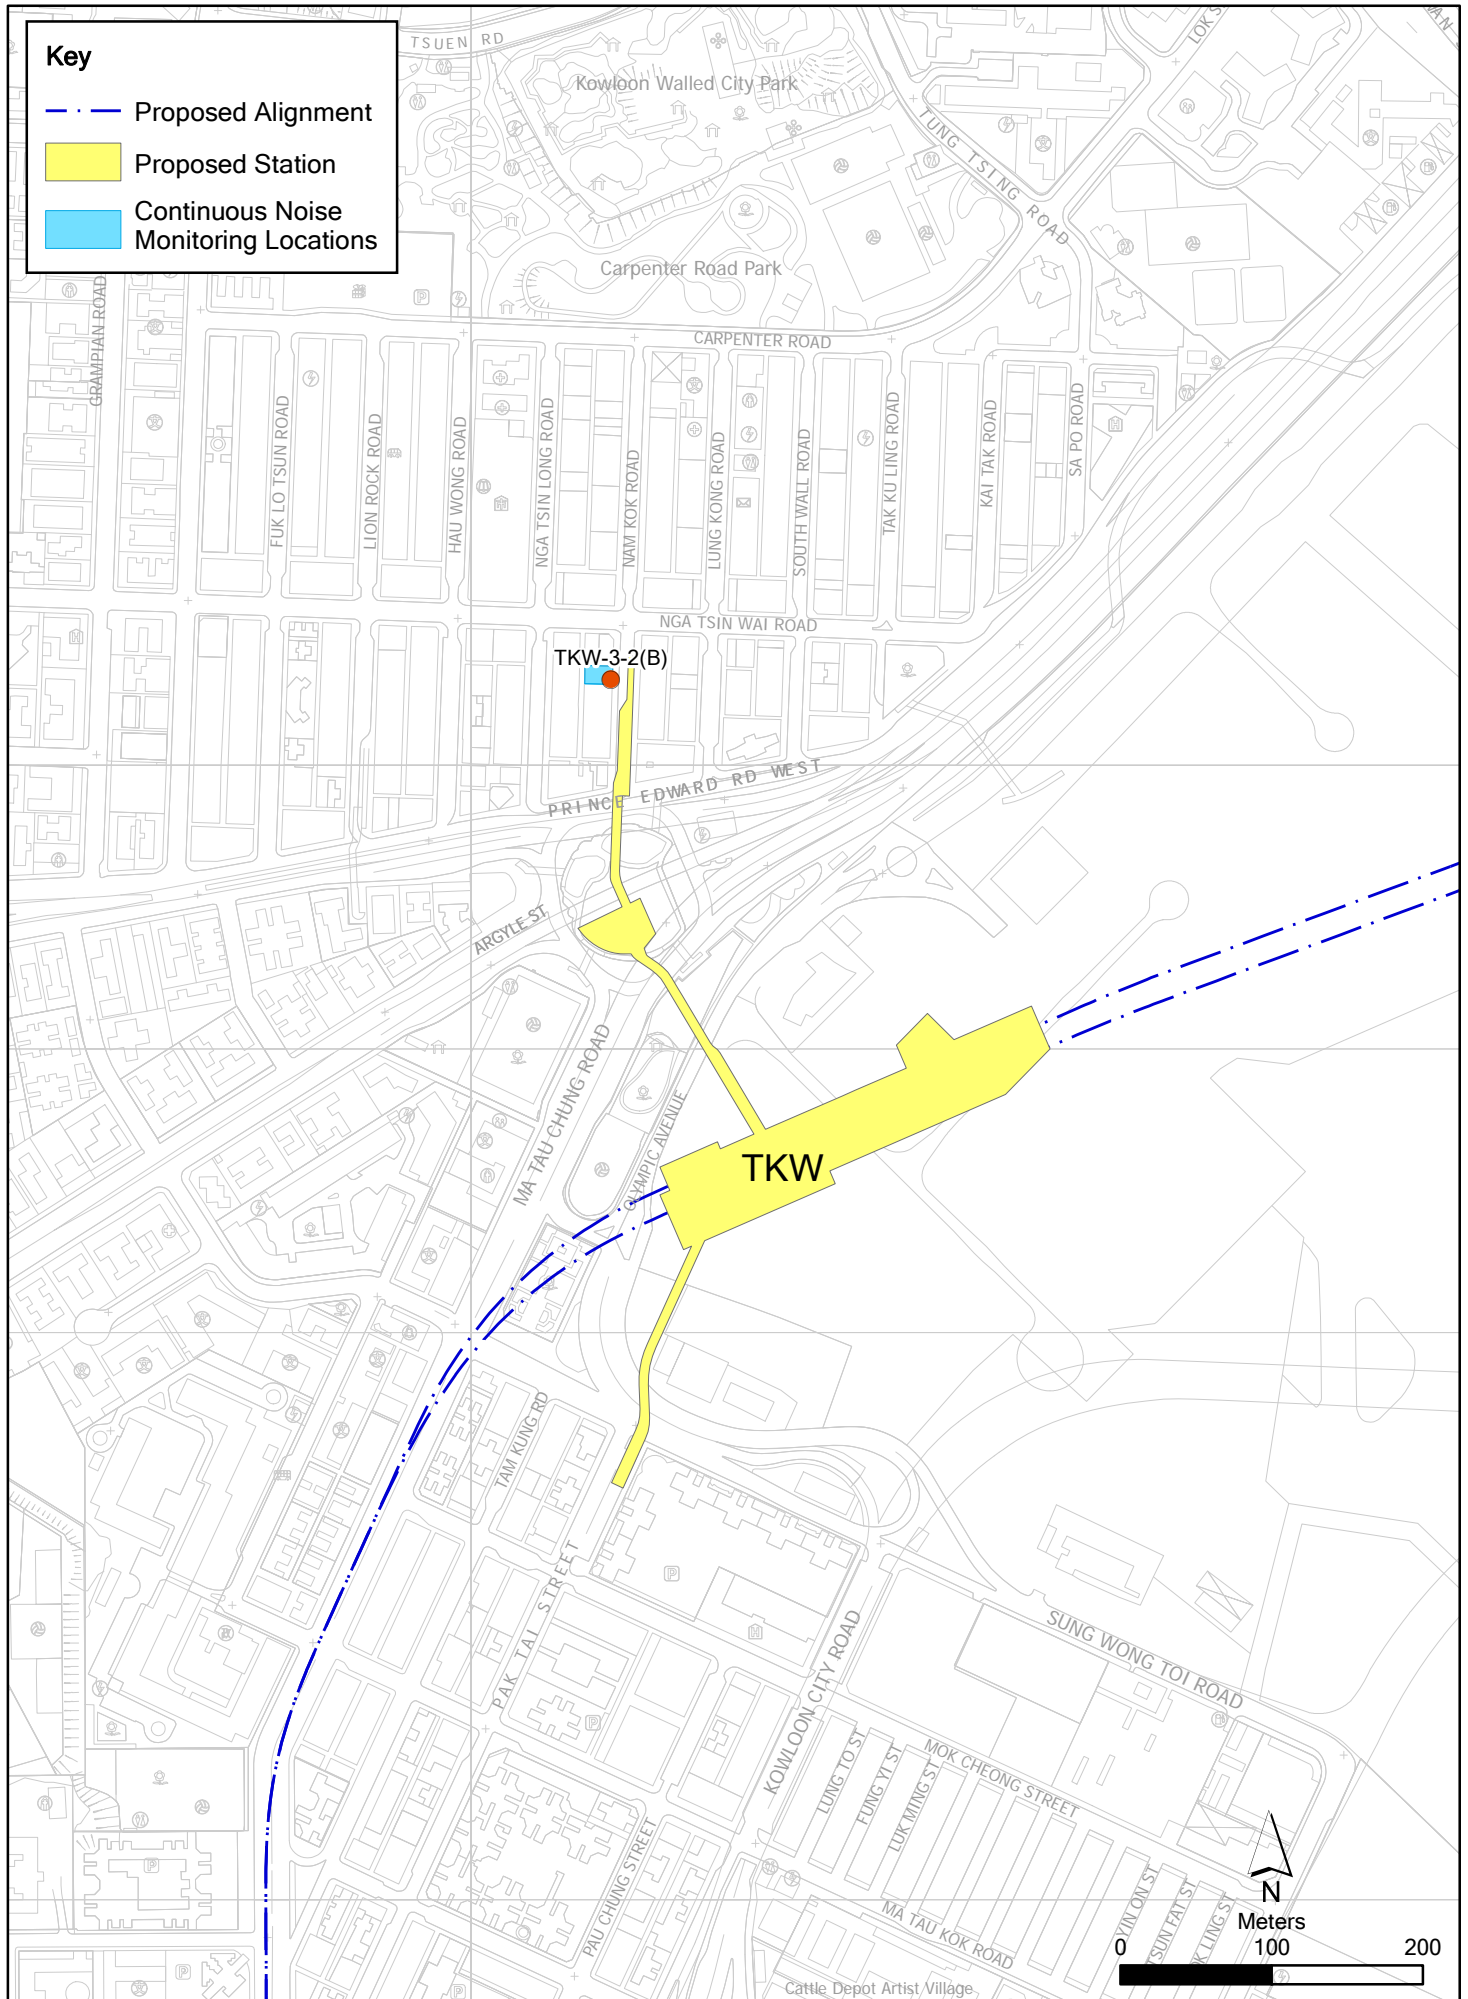 Key
Proposed Alignment
Proposed Station
Continuous Noise
Monitoring Locations
TSUEN RD
Kowloon Walled City Park
TUNG TSING ROAD
Carpenter Road Park
CARPENTER ROAD
GRAMPIAN ROAD
FUK LO TSUN ROAD
LION ROCK ROAD
HAU WONG ROAD
NGA TSIN LONG ROAD
NAM KOK ROAD
LUNG KONG ROAD
SOUTH WALL ROAD
TAK KU LING ROAD
KAI TAK ROAD
SA PO ROAD
NGA TSIN WAI ROAD
TKW-3-2(B)
PRINCE EDWARD RD WEST
ARGYLE ST
MA TAU CHUNG ROAD
OLYMPIC AVENUE
TKW
TAM KUNG RD
PAK TAI STREET
KOWLOON CITY ROAD
SUNG WONG TOI ROAD
MOK CHEONG STREET
LUNG TO ST
FUNG YI ST
LUK MING ST
PAU CHUNG STREET
MA TAU KOK ROAD
YIN ON ST
TSUN FAT ST
LING ST
Cattle Depot Artist Village
N
Meters
0 100 200